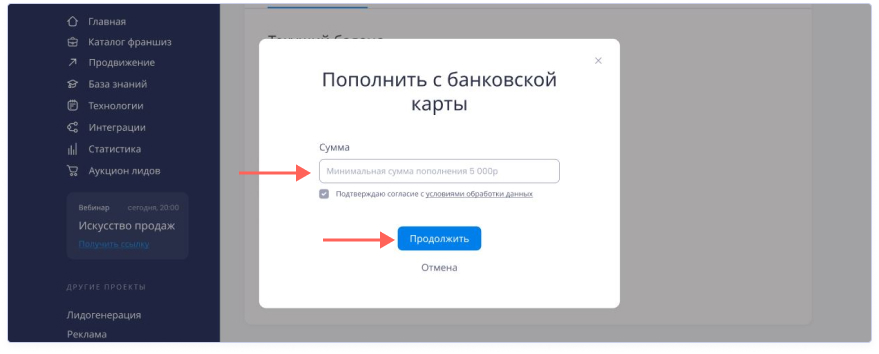 Главная
Каталог франшиз
Продвижение
База знаний
Технологии
Интеграции
Статистика
Аукцион лидов
Вебинар сегодня, 20:00
Искусство продаж
Получить ссылку
ДРУГИЕ ПРОЕКТЫ
Лидогенерация
Реклама
Пополнить с банковской
карты
Сумма
Минимальная сумма пополнения 5 000р
Подтверждаю согласие с условиями обработки данных
Продолжить
Отмена